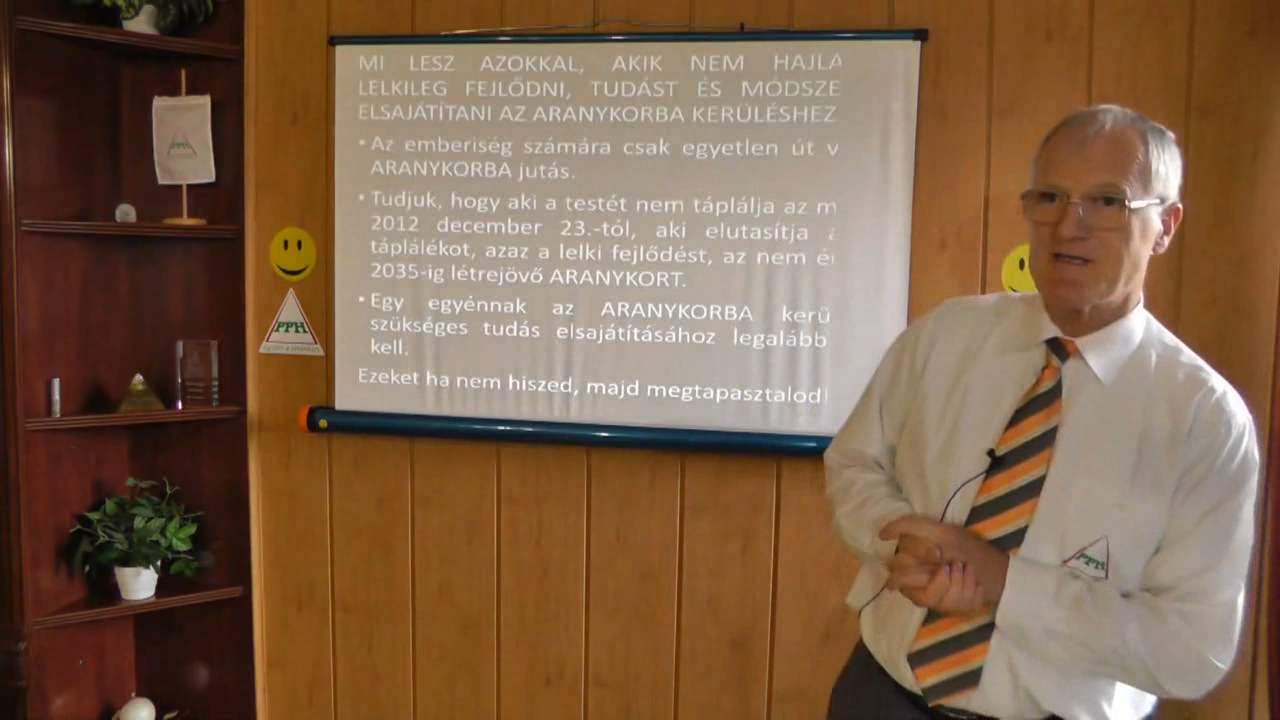 MI LESZ AZOKKAL, AKIK NEM HAJLA
LELKILEG FEJLŐDNI, TUDÁST ÉS MÓDSZE
ELSAJÁTÍTANI AZ ARANYKORBA KERÜLÉSHEZ
• Az emberiség számára csak egyetlen út v
ARANYKORBA jutás.
• Tudjuk, hogy aki a testét nem táplálja az m
2012 december 23.-tól, aki elutasítja a
táplálékot, azaz a lelki fejlődést, az nem ér
2035-ig létrejövő ARANYKORT.
• Egy egyénnak az ARANYKORBA kerü
szükséges tudás elsajátításához legalább
kell.
Ezeket ha nem hiszed, majd megtapasztalod
PPH
PPH